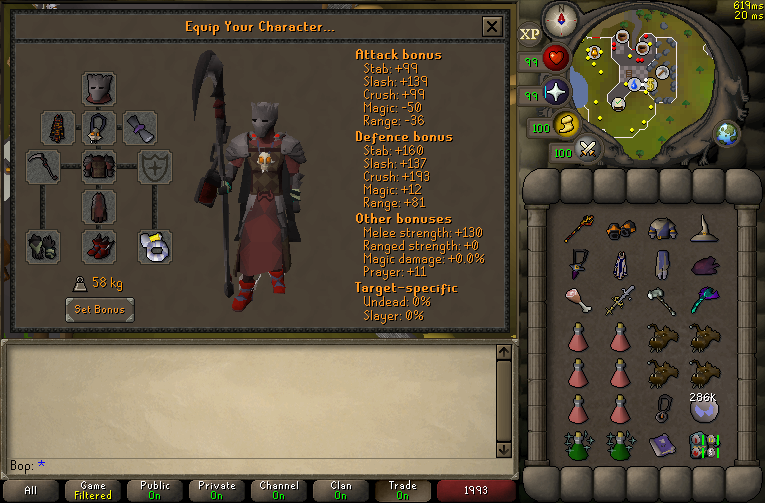 Equip Your Character...
619ms
20 ms
XP
N
99
99
100
100
Attack bonus
Stab: +99
Slash: +139
Crush: +99
Magic: -50
Range: -36
Defence bonus
Stab: +160
Slash: +137
Crush: +193
Magic: +12
Range: +81
Other bonuses
Melee strength: +130
Ranged strength: +0
Magic damage: +0.0%
Prayer: +11
Target-specific
Undead: 0%
Slayer: 0%
58 kg
Set Bonus
286K
Bop: *
All
Game
Filtered
Public
On
Private
On
Channel
On
Clan
On
Trade
On
1993